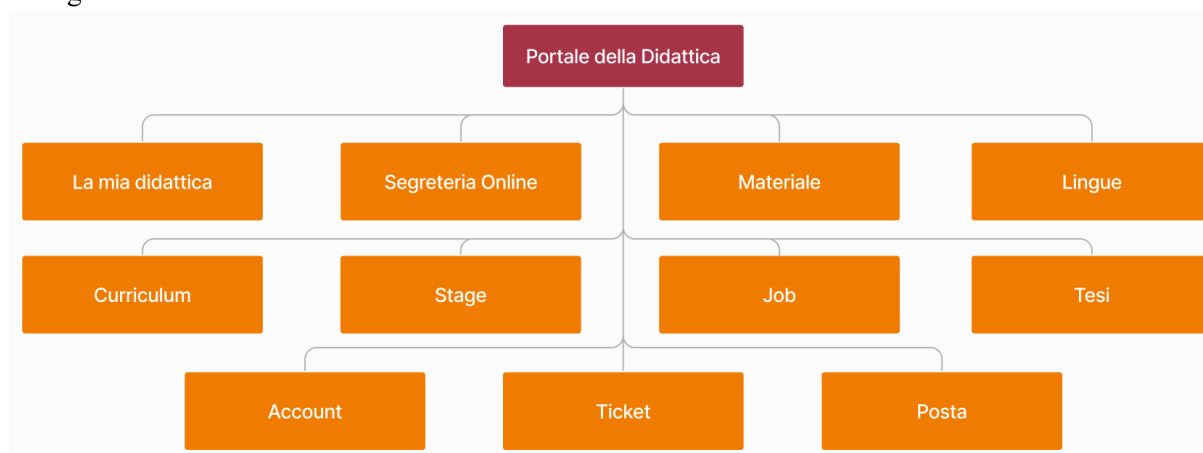 Portale della Didattica
La mia didattica
Segreteria Online
Materiale
Lingue
Curriculum
Stage
Job
Tesi
Account
Ticket
Posta